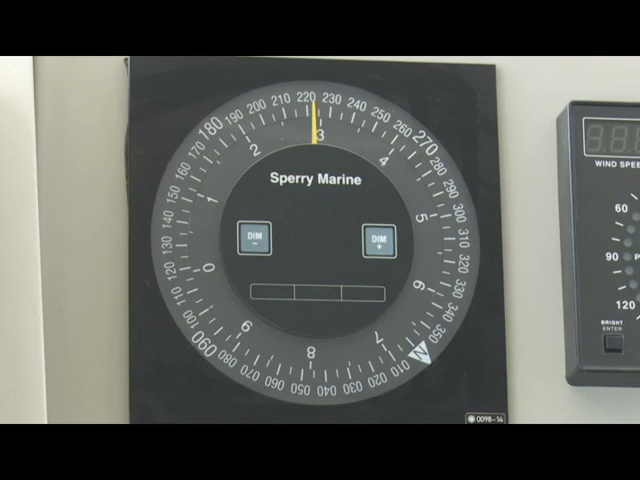 220 230 240 250 260 270 280 290 300 310 320 330 340 350 N 010 020 030 040 050 060 070 080 090 100 110 120 130 140 150 160 170 180 190 200 210
3 4 5 6 7 8 9 0 1 2
Sperry Marine
DIM
–
DIM
+
0098-14
WIND SPEE
60
90
P
120
BRIGHT
ENTER